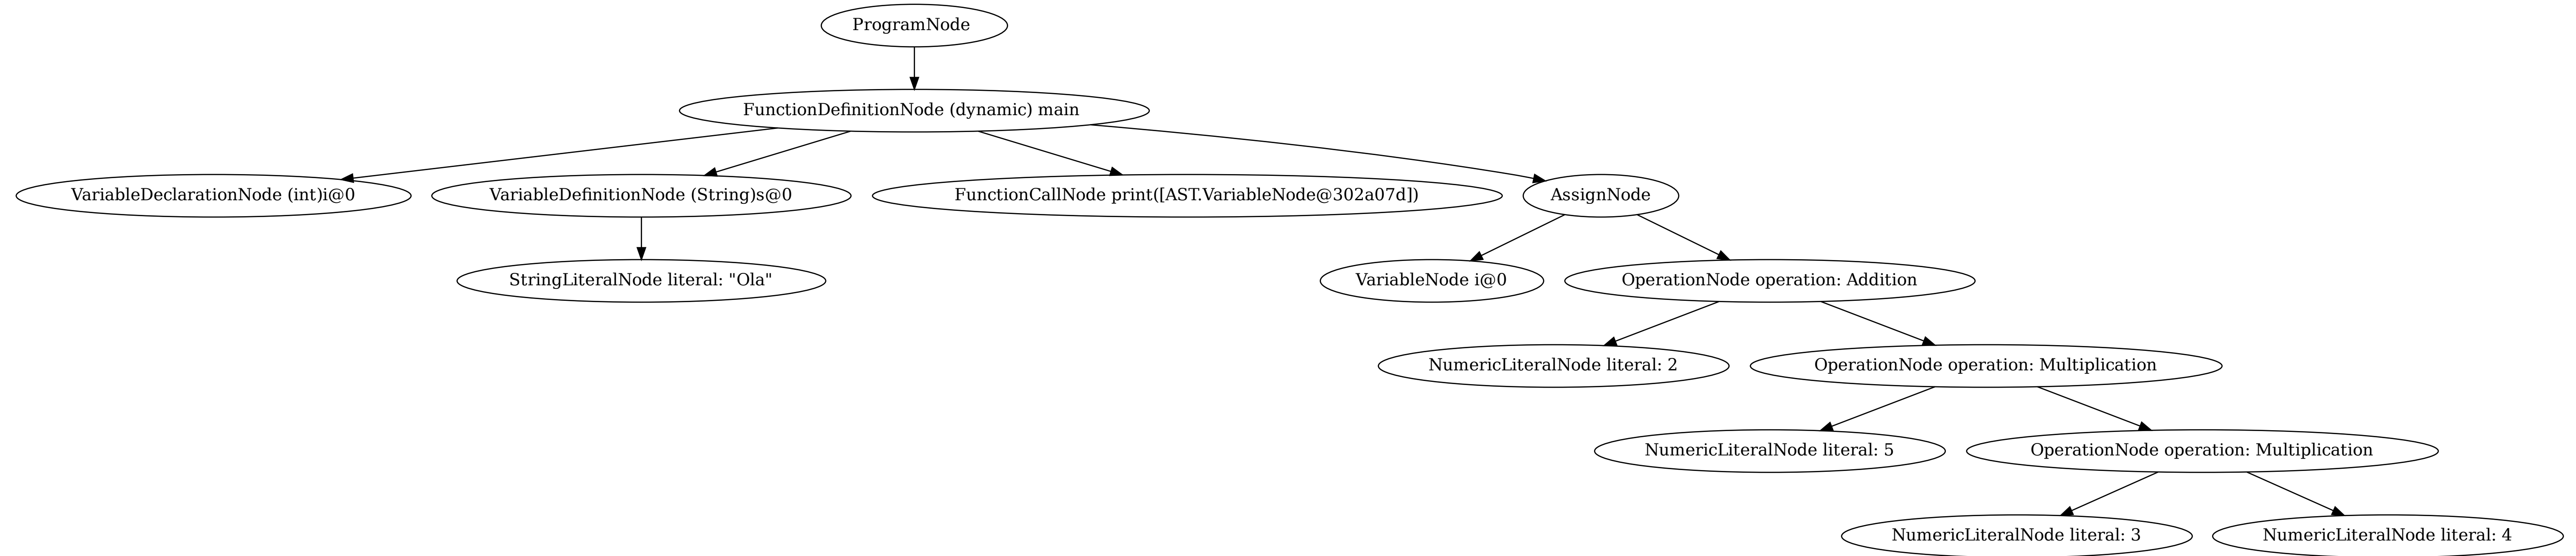 ProgramNode
FunctionDefinitionNode (dynamic) main
VariableDeclarationNode (int)i@0
VariableDefinitionNode (String)s@0
FunctionCallNode print([AST.VariableNode@302a07d])
AssignNode
StringLiteralNode literal: "Ola"
VariableNode i@0
OperationNode operation: Addition
NumericLiteralNode literal: 2
OperationNode operation: Multiplication
NumericLiteralNode literal: 5
OperationNode operation: Multiplication
NumericLiteralNode literal: 3
NumericLiteralNode literal: 4